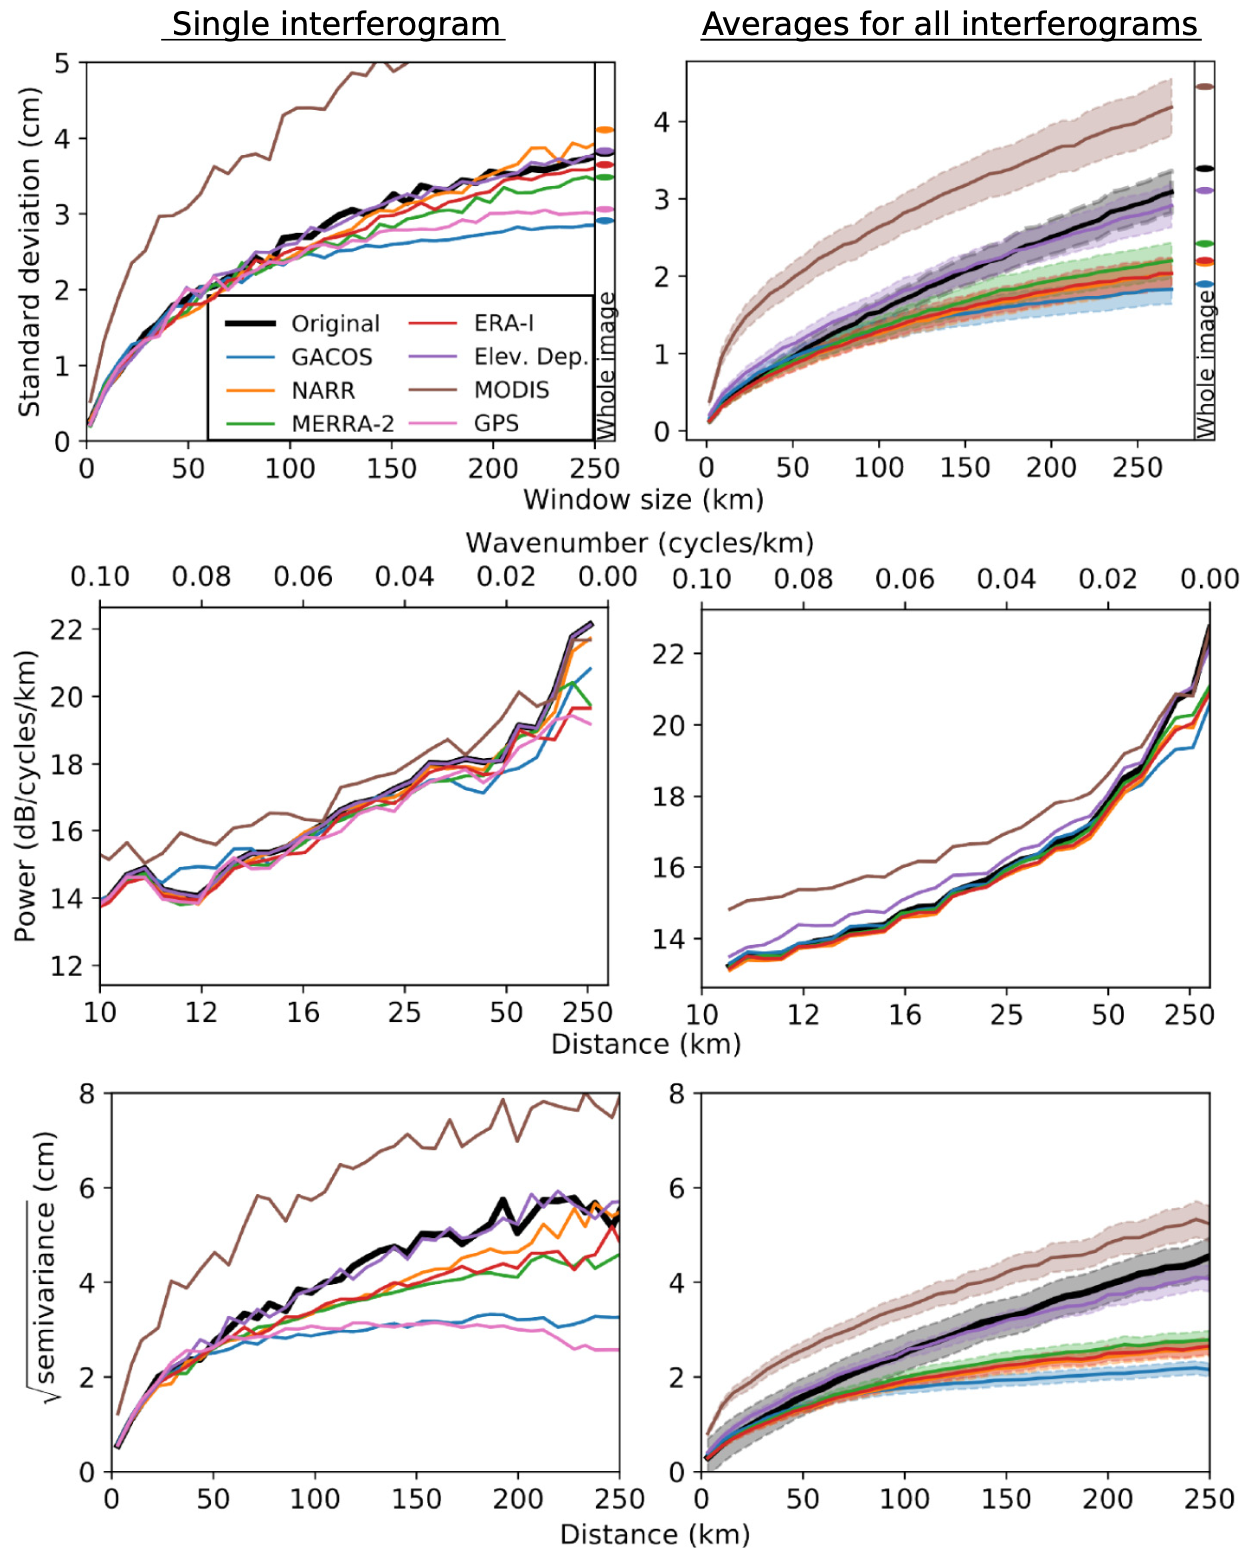 Single interferogram
Averages for all interferograms
Standard deviation (cm)
5
4
3
2
1
0
Original
GACOS
NARR
MERRA-2
ERA-I
Elev. Dep.
MODIS
GPS
Whole image
0 50 100 150 200 250
4
3
2
1
0
Whole image
0 50 100 150 200 250
Window size (km)
Wavenumber (cycles/km)
0.10 0.08 0.06 0.04 0.02 0.00
0.10 0.08 0.06 0.04 0.02 0.00
Power (dB/cycles/km)
22
20
18
16
14
12
10 12 16 25 50 250
22
20
18
16
14
10 12 16 25 50 250
Distance (km)
√semivariance (cm)
8
6
4
2
0
0 50 100 150 200 250
8
6
4
2
0
0 50 100 150 200 250
Distance (km)